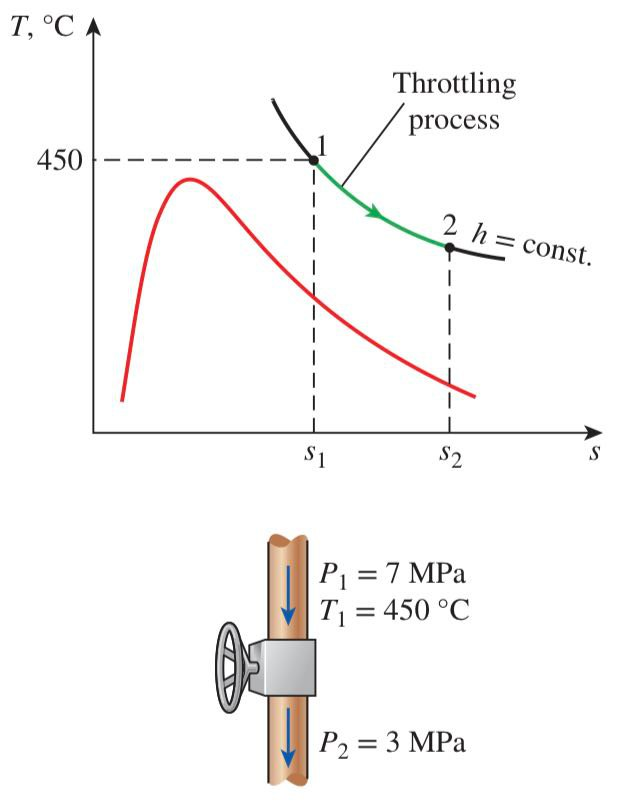 T, °C
Throttling
process
450
1
2 h = const.
s₁
s₂
s
P₁ = 7 MPa
T₁ = 450 °C
P₂ = 3 MPa